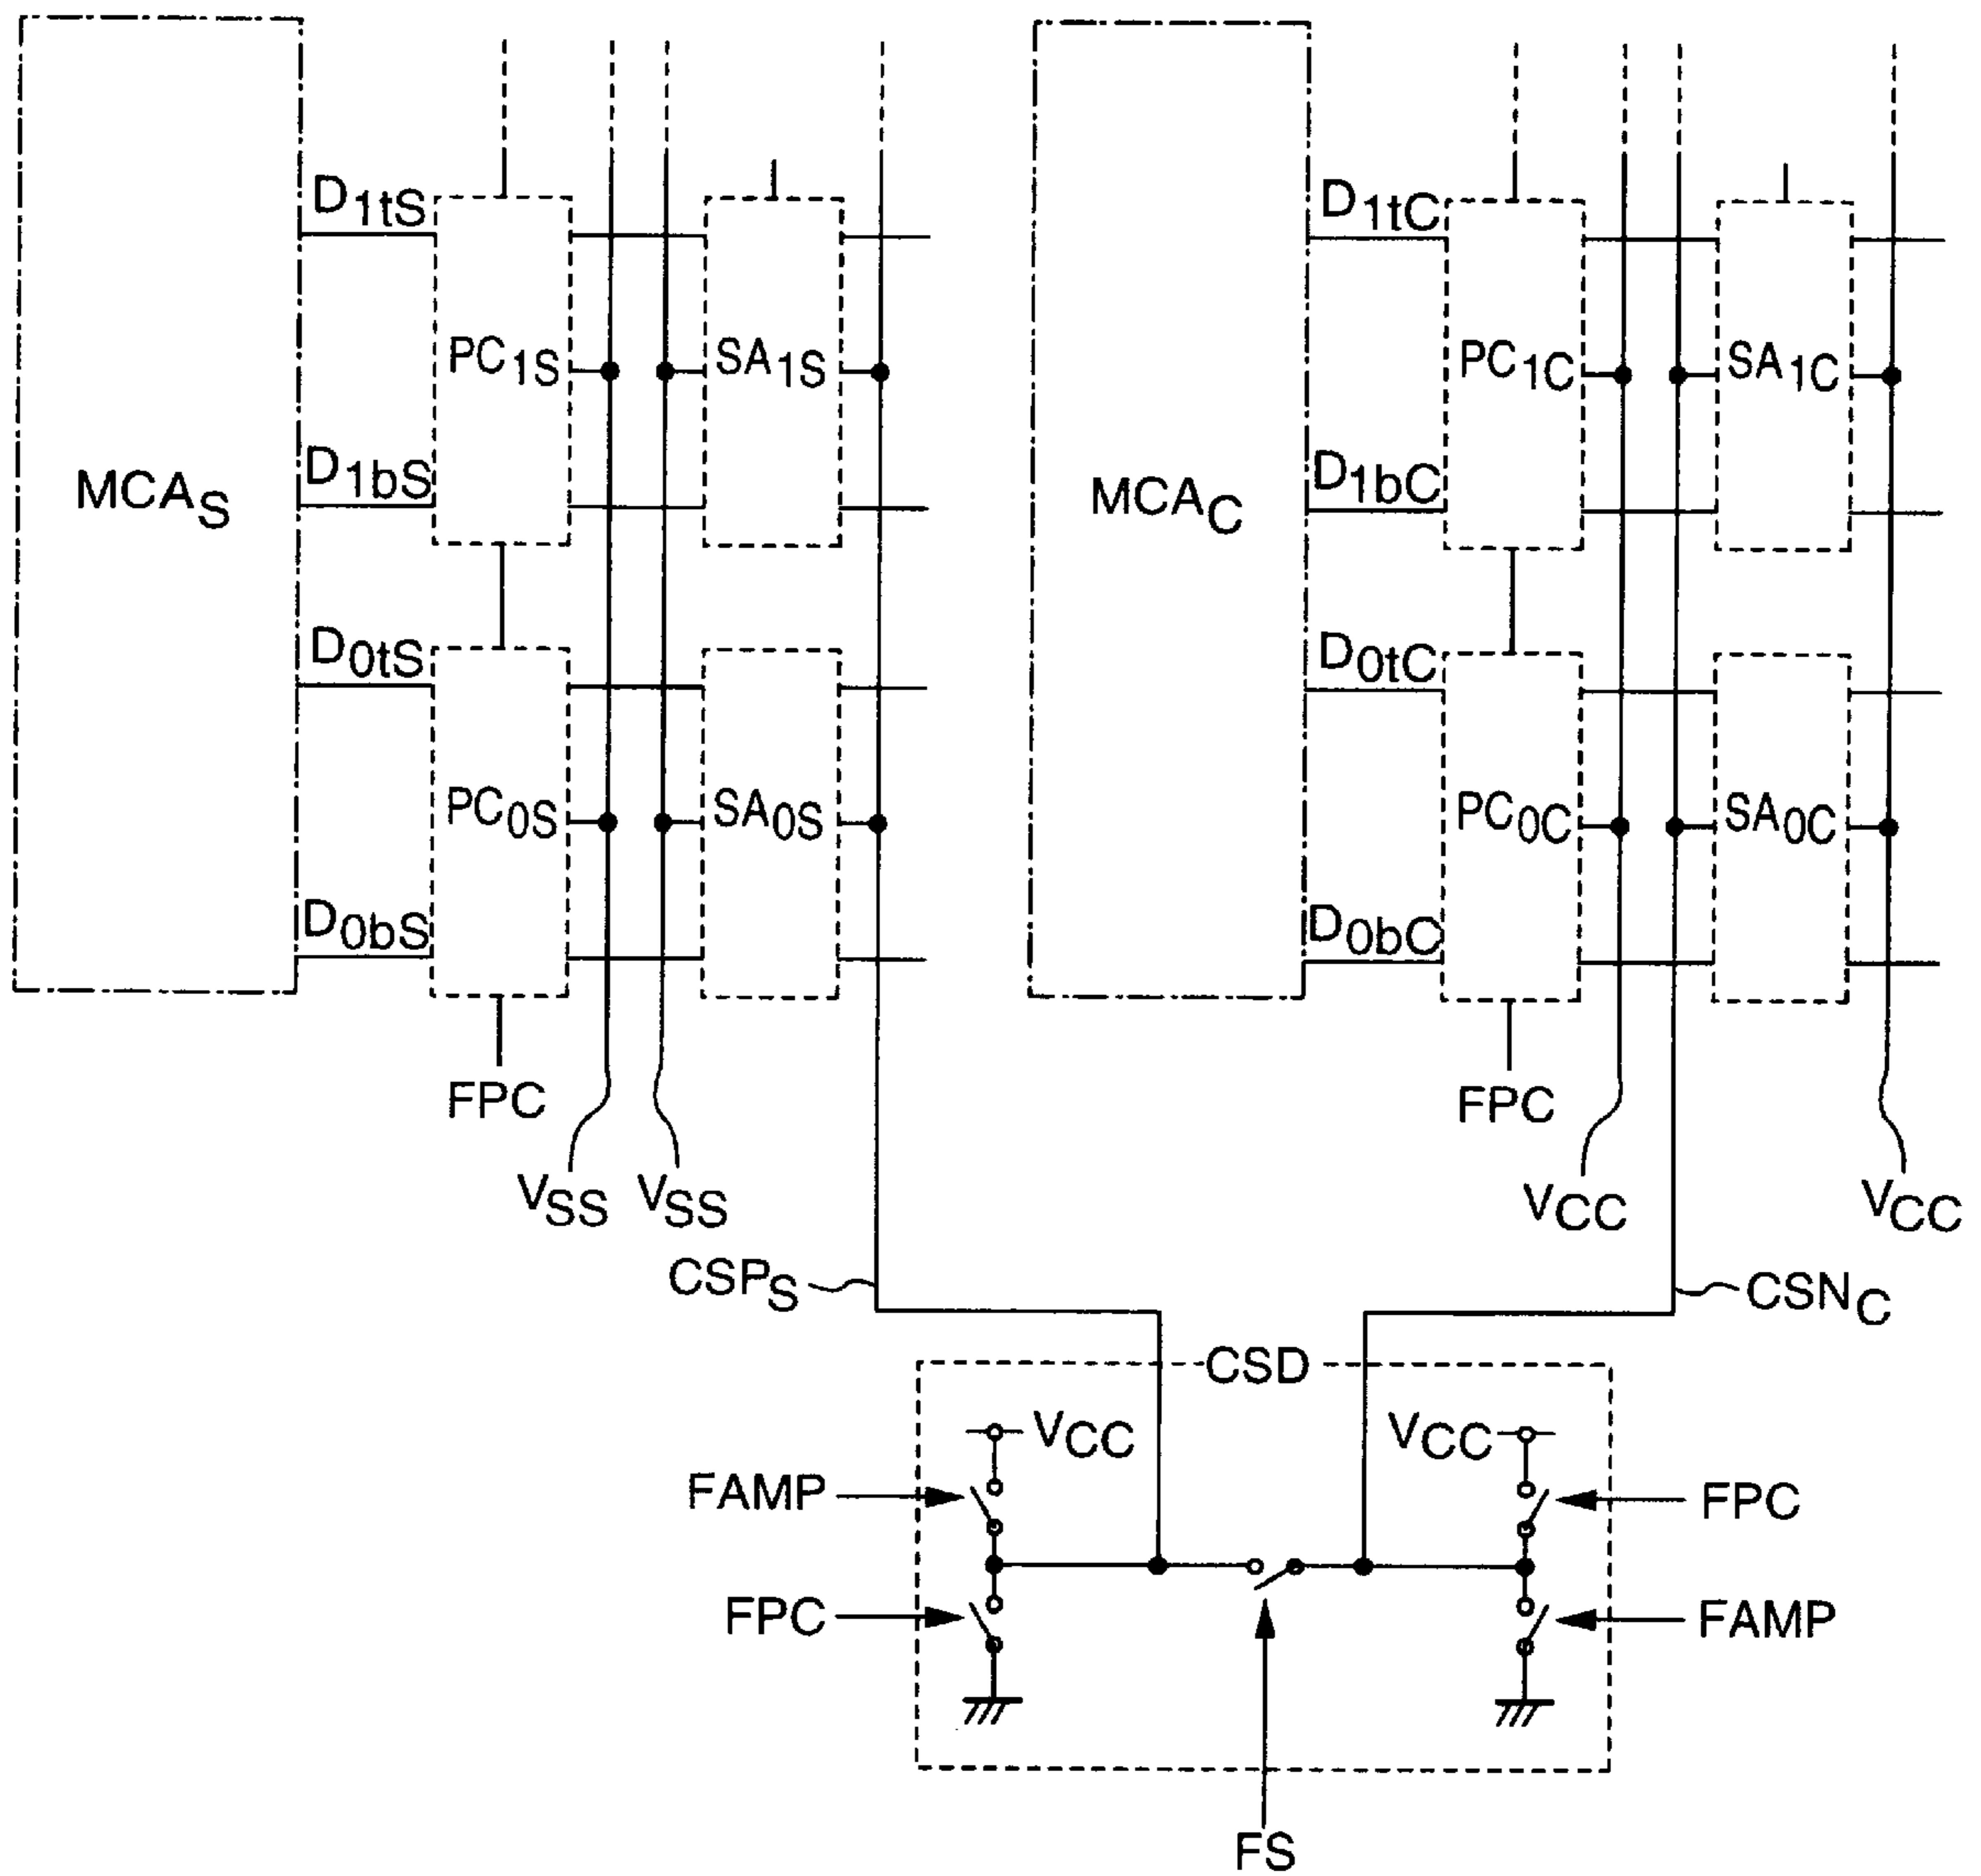 D1tS
D1tC
PC1S
SA1S
PC1C
SA1C
MCAS
D1bS
MCAC
D1bC
D0tS
D0tC
PC0S
SA0S
PC0C
SA0C
D0bS
D0bC
FPC
FPC
VSS
VSS
VCC
VCC
CSPS
CSNC
CSD
VCC
VCC
FAMP
FPC
FPC
FAMP
FS